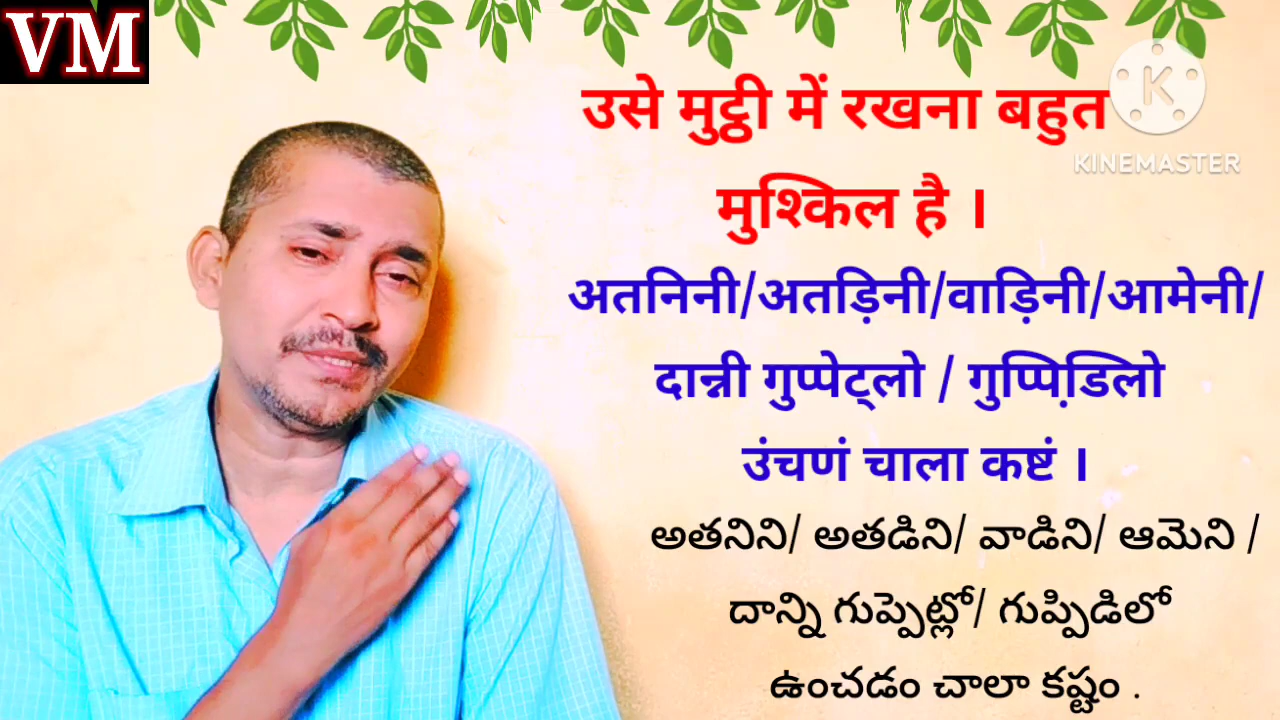 VM
उसे मुट्ठी में रखना बहुत
K
KINEMASTER
मुश्किल है ।
अतनिनी/अतड़िनी/वाड़िनी/आमेनी/
दान्नी गुप्पेट्लो / गुप्पिड़िलो
उंचणं चाला कष्टं ।
అతనిని/ అతడిని/ వాడిని/ ఆమెని /
దాన్ని గుప్పెట్లో/ గుప్పిడిలో
ఉంచడం చాలా కష్టం .